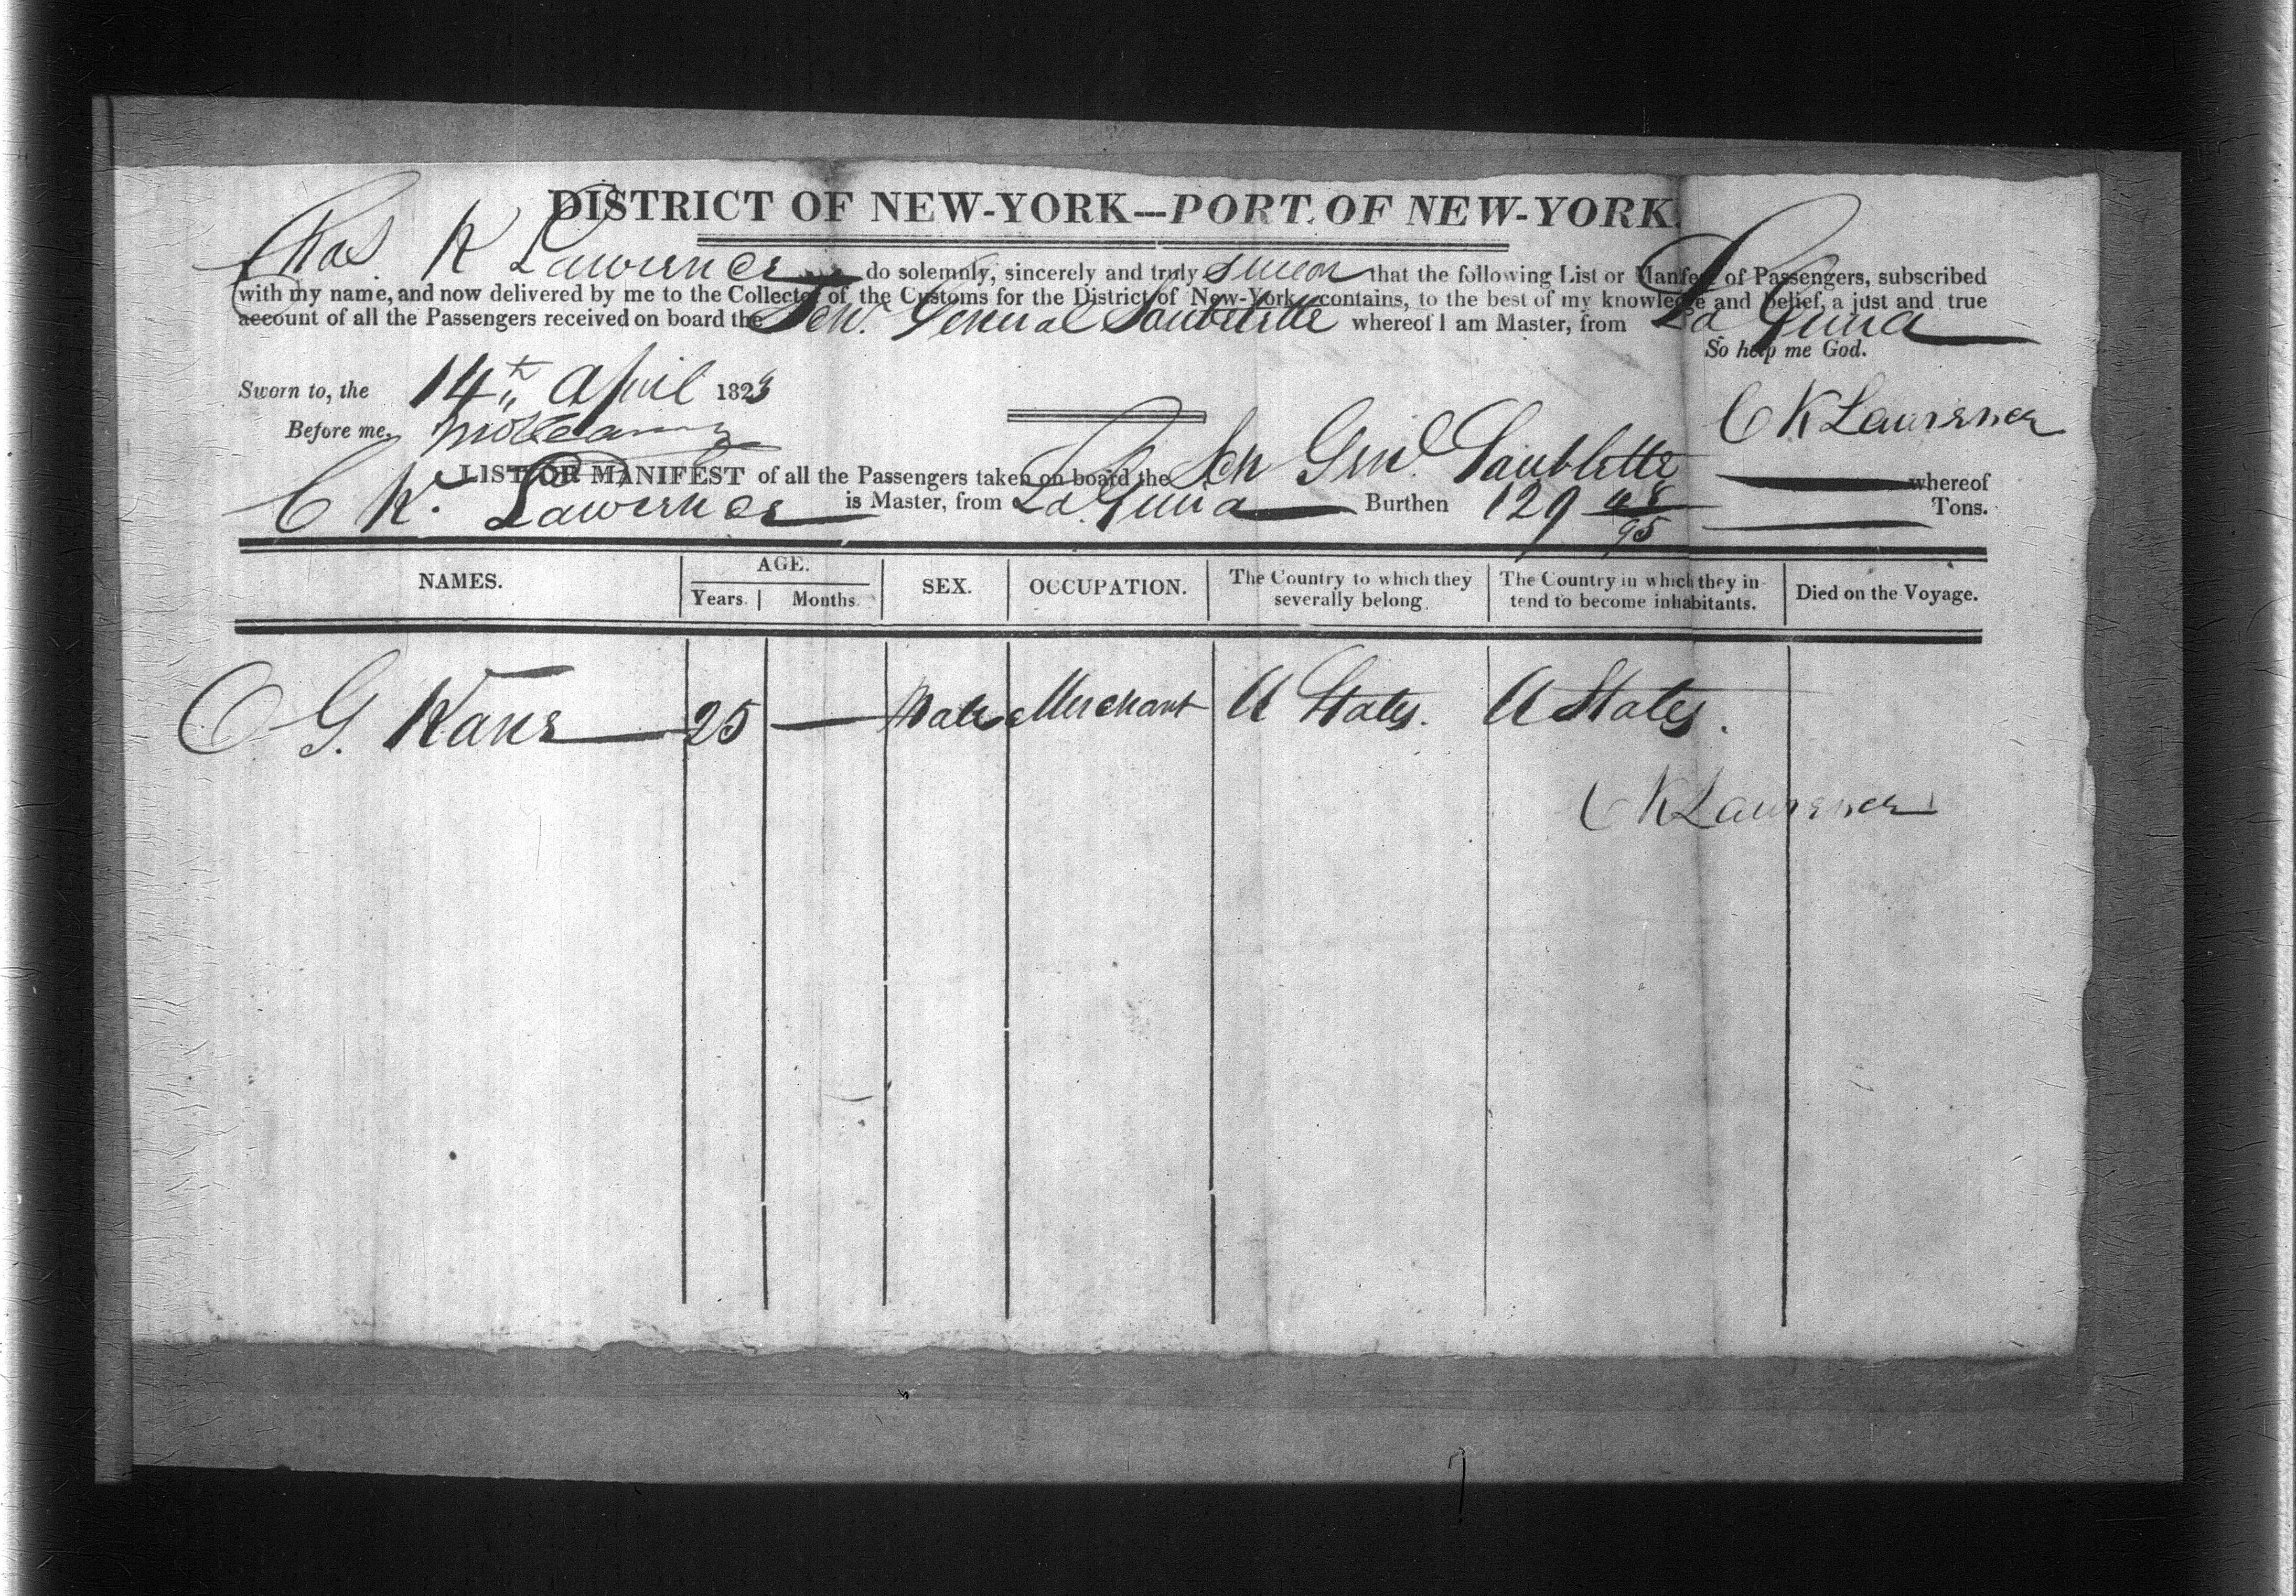 DISTRICT OF NEW-YORK—PORT OF NEW-YORK.
Chas. K Lawrence do solemnly, sincerely and truly swear that the following List or Manifest of Passengers, subscribed
with my name, and now delivered by me to the Collector of the Customs for the District of New-York, contains, to the best of my knowledge and belief, a just and true
account of all the Passengers received on board the Schr. General Soublette whereof I am Master, from La Guira
So help me God.
Sworn to, the 14th April 1823
C K Lawrence
Before me,
LIST OR MANIFEST of all the Passengers taken on board the Sch Genl. Soublette whereof
C K. Lawrence is Master, from La Guira Burthen 129 48/95 Tons.
NAMES. AGE. Years. Months. SEX. OCCUPATION. The Country to which they severally belong. The Country in which they intend to become inhabitants. Died on the Voyage.
O G. Kane 25 — Male Merchant U States. U States.
C K Lawrence